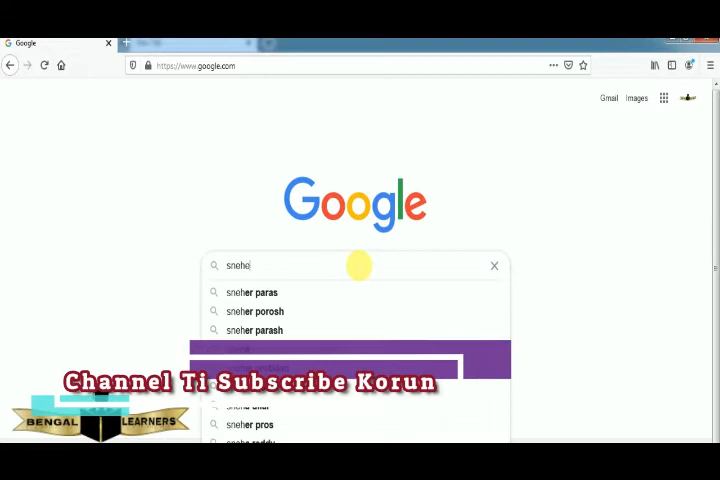 Google
https://www.google.com
Gmail Images
Google
snehe
sneher paras
sneher porosh
sneher parash
Channel Ti Subscribe Korun
sneher pros
BENGAL LEARNERS